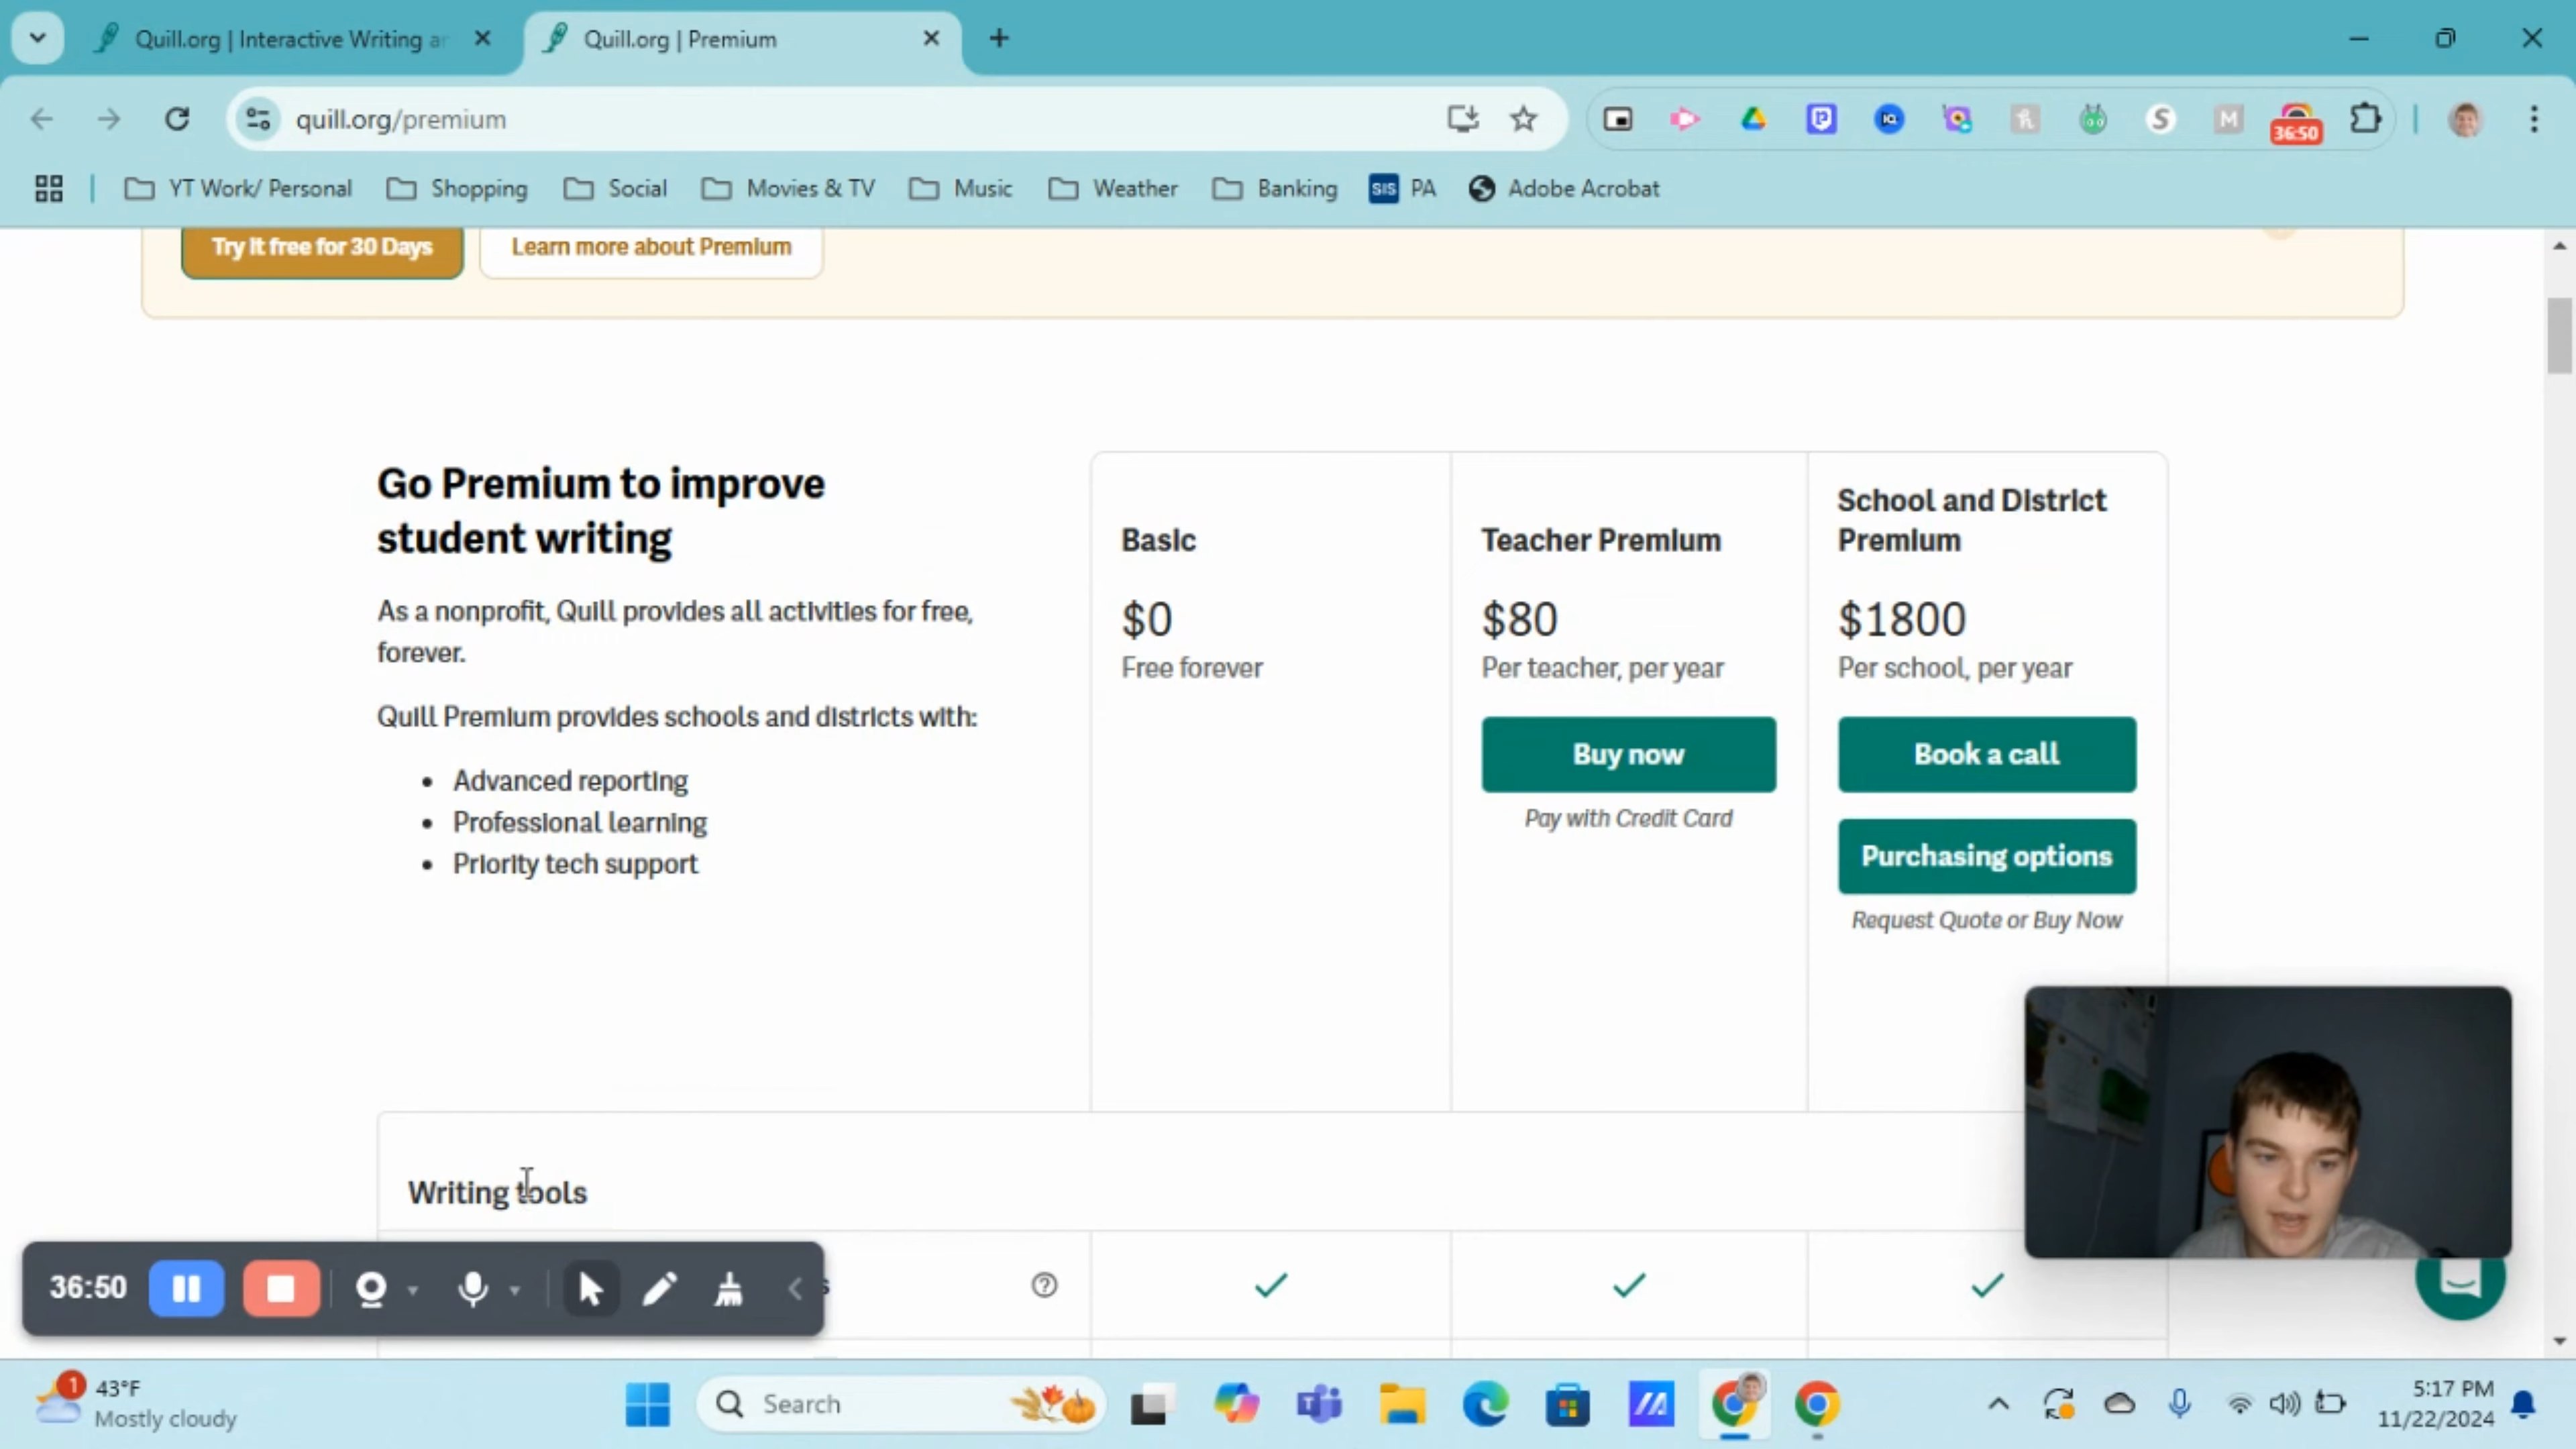 Quill.org | Interactive Writing ar
Quill.org | Premium
quill.org/premium
36:50
YT Work/ Personal
Shopping
Social
Movies & TV
Music
Weather
Banking
SIS PA
Adobe Acrobat
Try it free for 30 Days
Learn more about Premium
Go Premium to improve
student writing
As a nonprofit, Quill provides all activities for free,
forever.
Quill Premium provides schools and districts with:
• Advanced reporting
• Professional learning
• Priority tech support
Basic
$0
Free forever
Teacher Premium
$80
Per teacher, per year
Buy now
Pay with Credit Card
School and District
Premium
$1800
Per school, per year
Book a call
Purchasing options
Request Quote or Buy Now
Writing tools
s
36:50
1
43°F
Mostly cloudy
Search
5:17 PM
11/22/2024